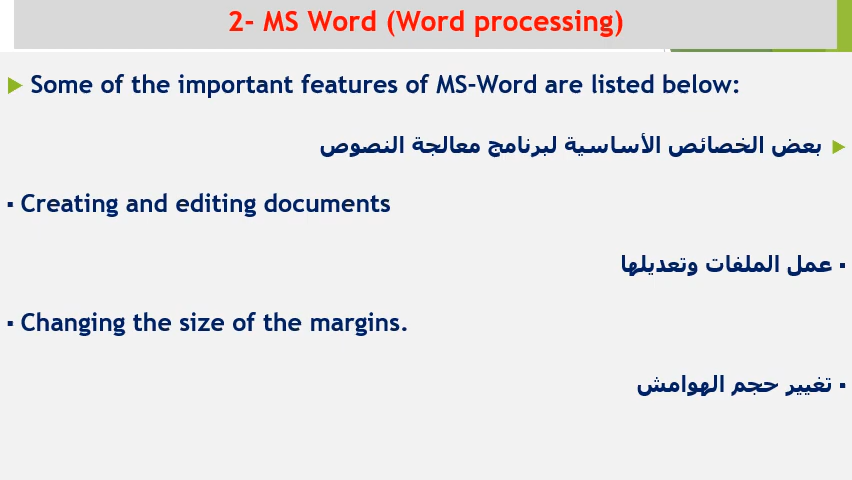 2- MS Word (Word processing)
Some of the important features of MS-Word are listed below:
بعض الخصائص الأساسية لبرنامج معالجة النصوص
▪ Creating and editing documents
▪ عمل الملفات وتعديلها
▪ Changing the size of the margins.
▪ تغيير حجم الهوامش